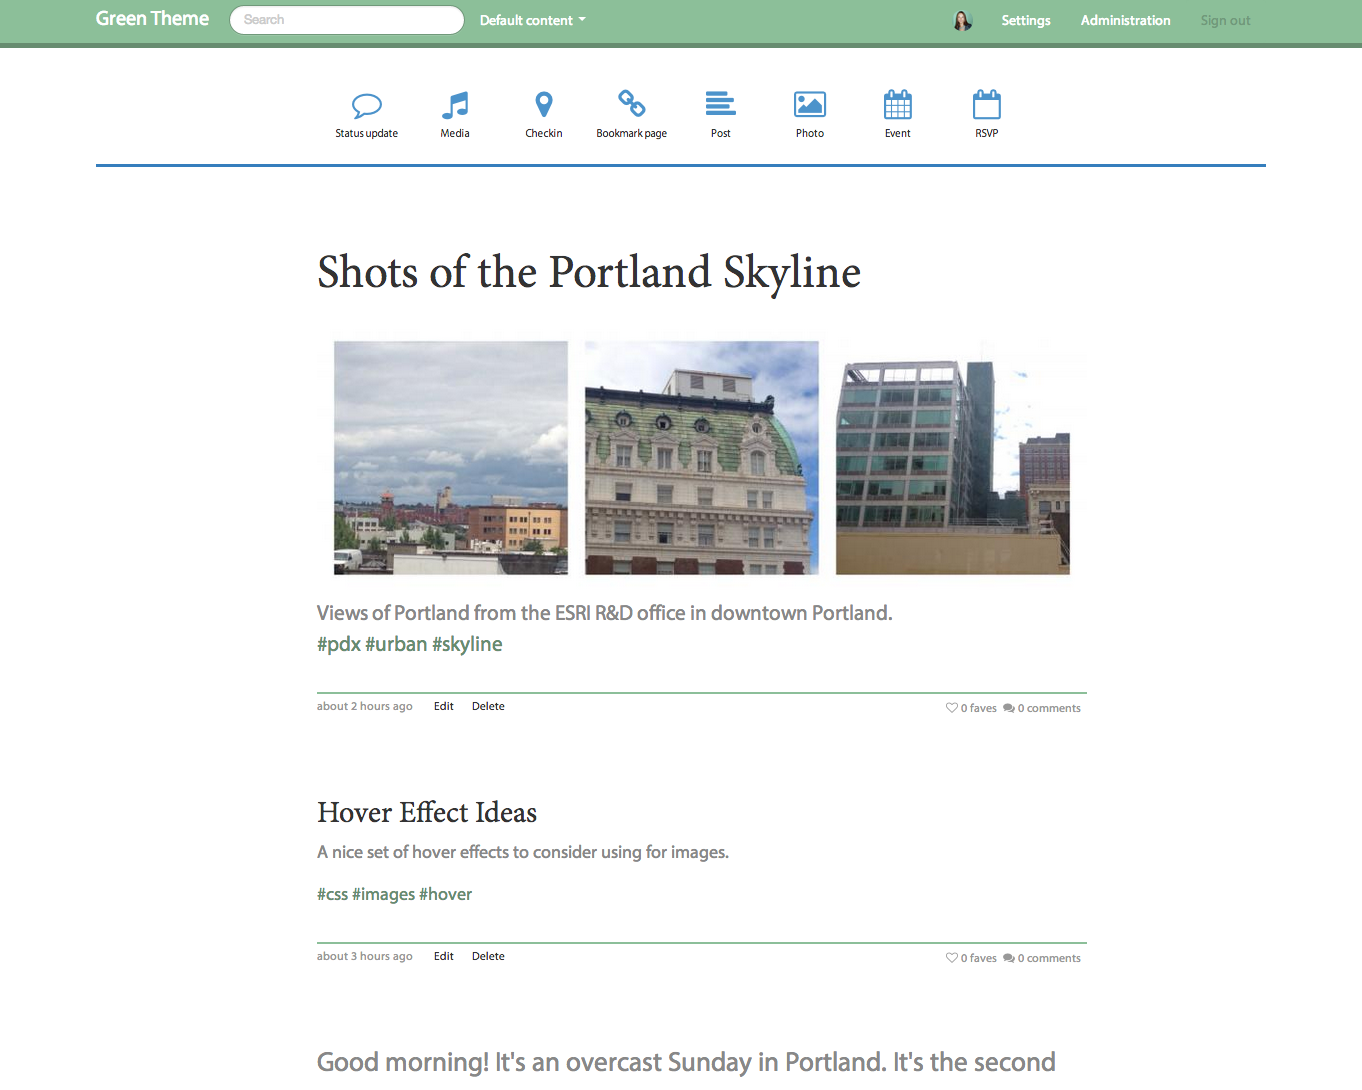 Green Theme Search Default content Settings Administration Sign out
Status update Media Checkin Bookmark page Post Photo Event RSVP
Shots of the Portland Skyline
Views of Portland from the ESRI R&D office in downtown Portland.
#pdx #urban #skyline
about 2 hours ago Edit Delete 0 faves 0 comments
Hover Effect Ideas
A nice set of hover effects to consider using for images.
#css #images #hover
about 3 hours ago Edit Delete 0 faves 0 comments
Good morning! It's an overcast Sunday in Portland. It's the second